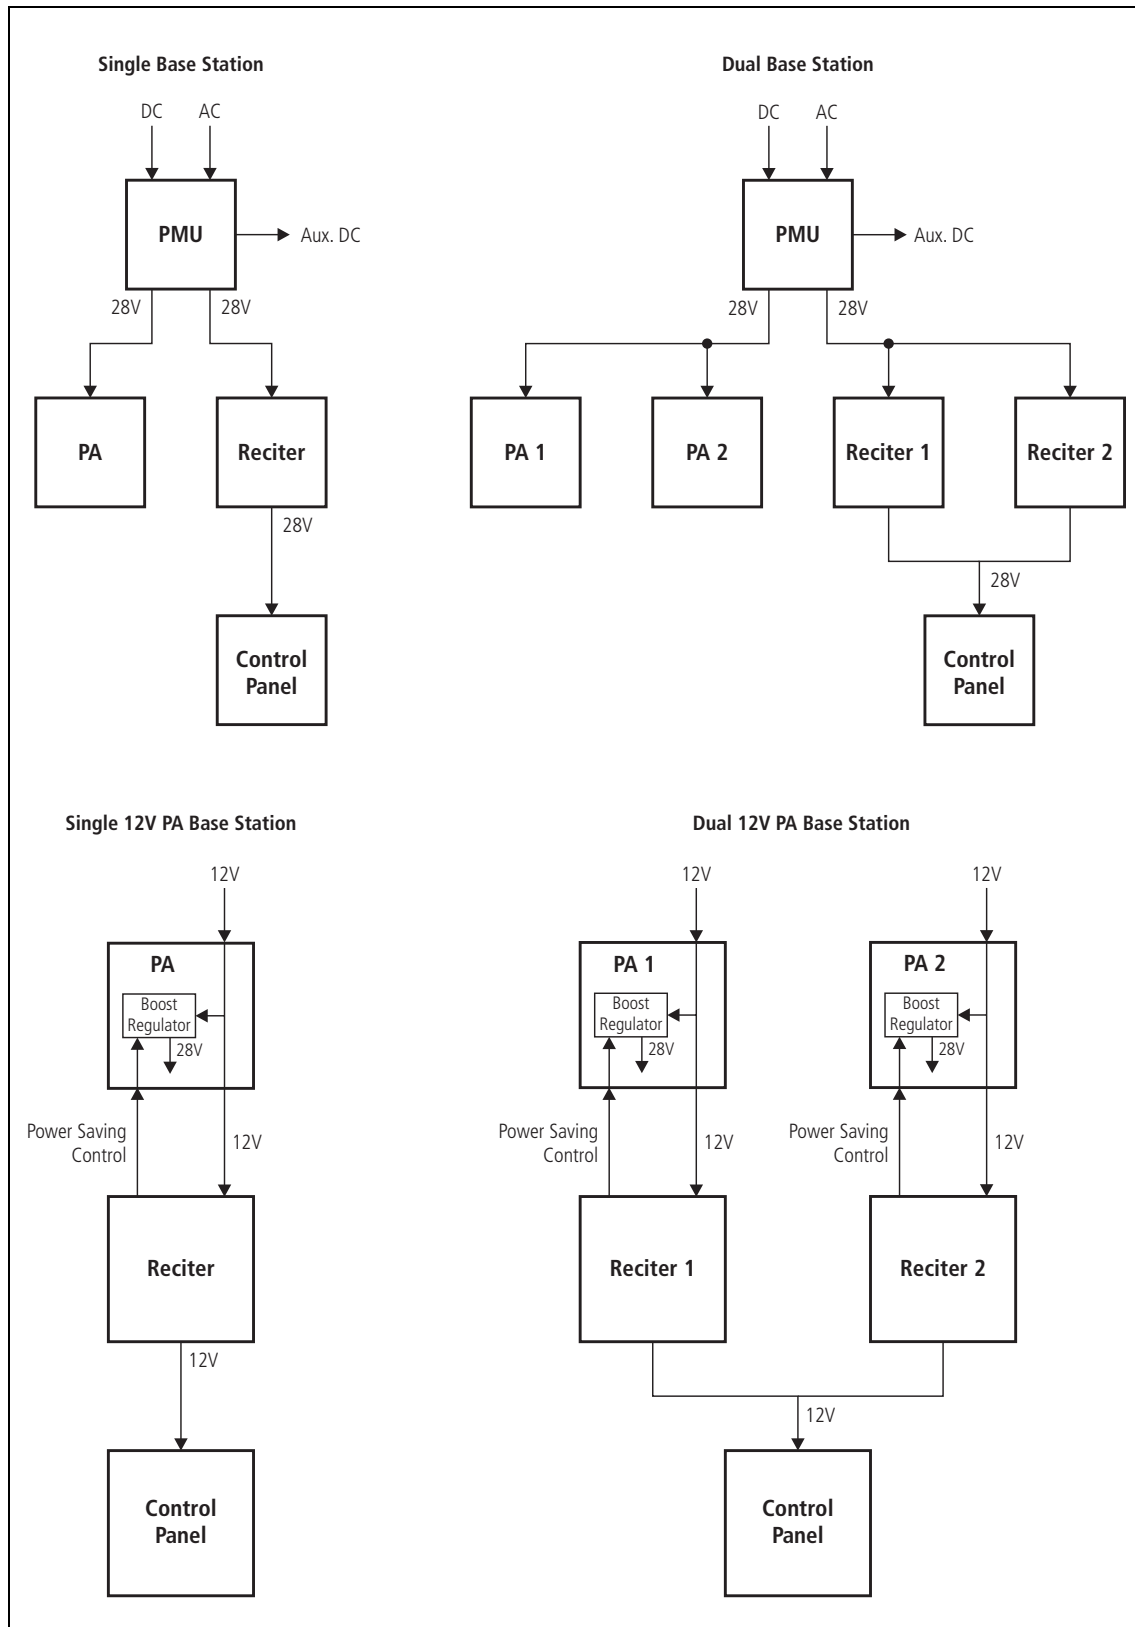 Single Base Station
DC
AC
PMU
Aux. DC
28V
28V
PA
Reciter
28V
Control
Panel
Dual Base Station
DC
AC
PMU
Aux. DC
28V
28V
PA 1
PA 2
Reciter 1
Reciter 2
28V
Control
Panel
Single 12V PA Base Station
12V
PA
Boost
Regulator
28V
Power Saving
Control
12V
Reciter
12V
Control
Panel
Dual 12V PA Base Station
12V
12V
PA 1
Boost
Regulator
28V
PA 2
Boost
Regulator
28V
Power Saving
Control
12V
Power Saving
Control
12V
Reciter 1
Reciter 2
12V
Control
Panel